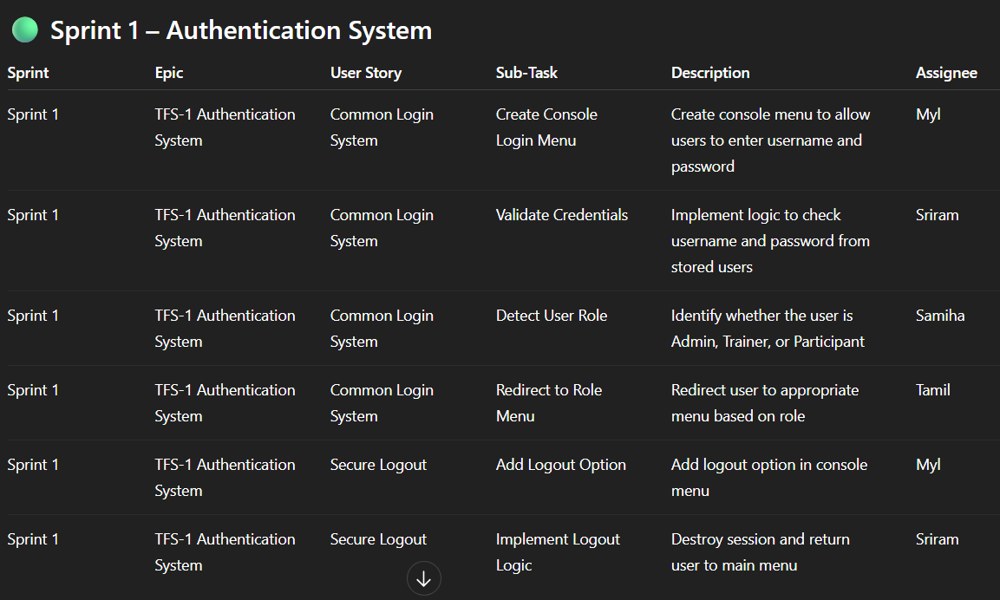 Sprint 1 – Authentication System
Sprint Epic User Story Sub-Task Description Assignee
Sprint 1 TFS-1 Authentication Common Login Create Console Create console menu to allow Myl
System System Login Menu users to enter username and
password
Sprint 1 TFS-1 Authentication Common Login Validate Credentials Implement logic to check Sriram
System System username and password from
stored users
Sprint 1 TFS-1 Authentication Common Login Detect User Role Identify whether the user is Samiha
System System Admin, Trainer, or Participant
Sprint 1 TFS-1 Authentication Common Login Redirect to Role Redirect user to appropriate Tamil
System System Menu menu based on role
Sprint 1 TFS-1 Authentication Secure Logout Add Logout Option Add logout option in console Myl
System menu
Sprint 1 TFS-1 Authentication Secure Logout Implement Logout Destroy session and return Sriram
System Logic user to main menu